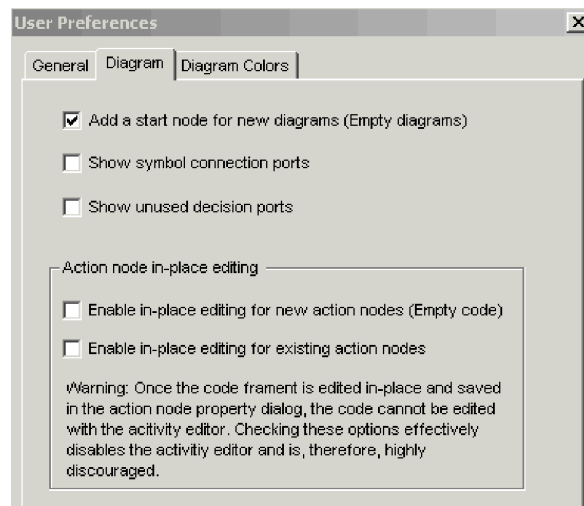 User Preferences
General
Diagram
Diagram Colors
Add a start node for new diagrams (Empty diagrams)
Show symbol connection ports
Show unused decision ports
Action node in-place editing
Enable in-place editing for new action nodes (Empty code)
Enable in-place editing for existing action nodes
Warning: Once the code frament is edited in-place and saved
in the action node property dialog, the code cannot be edited
with the acitivity editor. Checking these options effectively
disables the activitiy editor and is, therefore, highly
discouraged.